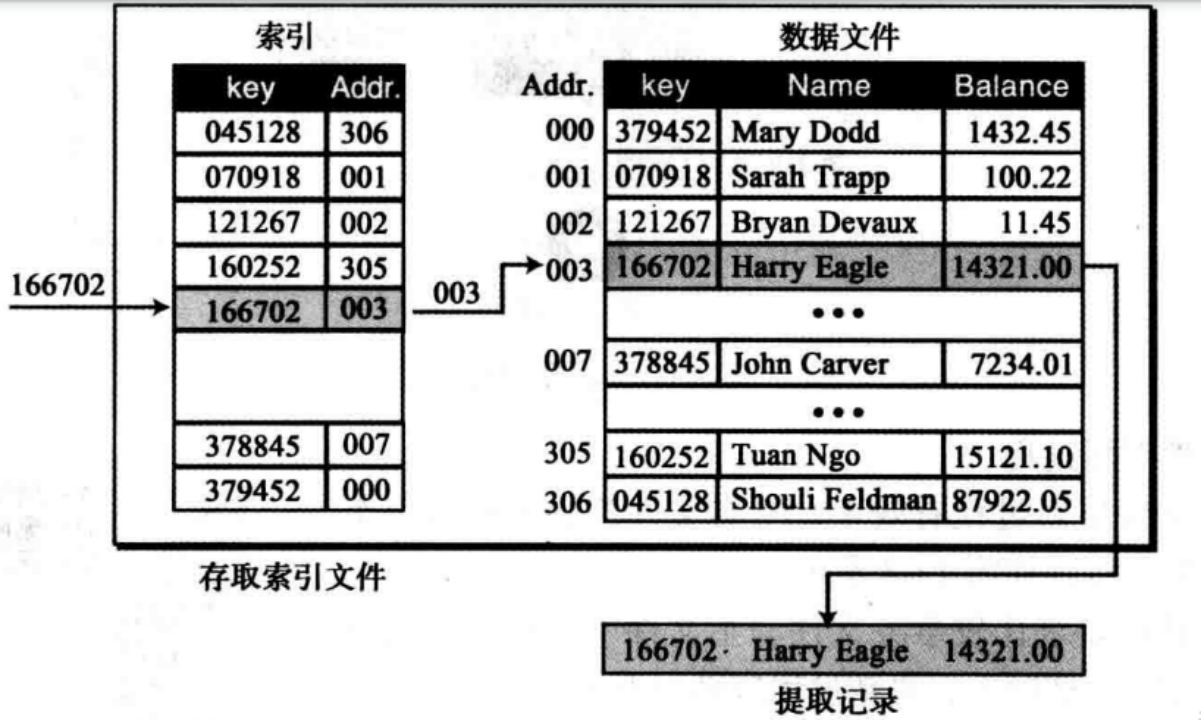 索引 数据文件
key Addr. Addr. key Name Balance
045128 306 000 379452 Mary Dodd 1432.45
070918 001 001 070918 Sarah Trapp 100.22
121267 002 002 121267 Bryan Devaux 11.45
160252 305 003 166702 Harry Eagle 14321.00
166702
166702 003 003
•••
007 378845 John Carver 7234.01
•••
378845 007 305 160252 Tuan Ngo 15121.10
379452 000 306 045128 Shouli Feldman 87922.05
存取索引文件
166702 Harry Eagle 14321.00
提取记录